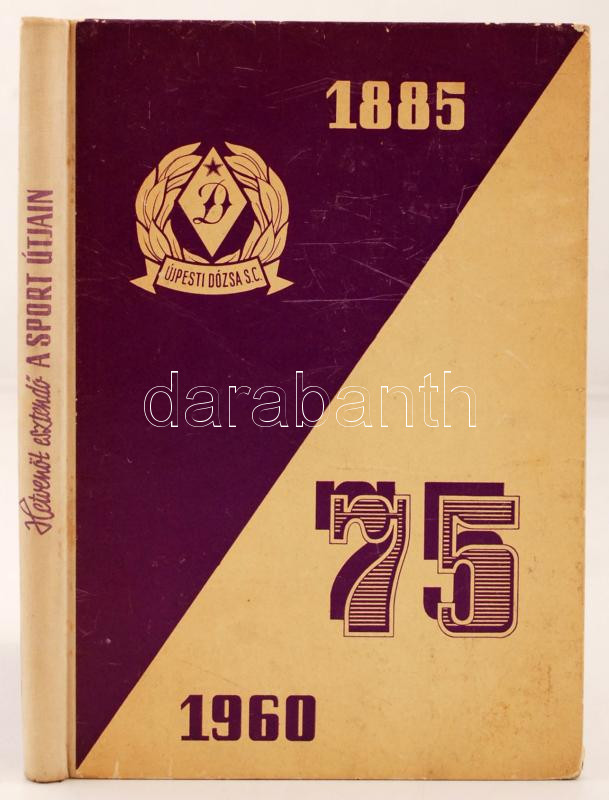 Hetvenöt esztendő A SPORT ÚTJAIN
1885
D
ÚJPESTI DÓZSA S.C.
darabanth
75
1960